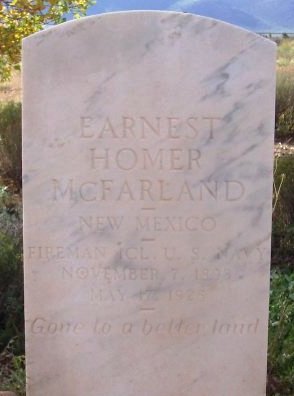 EARNEST
HOMER
MCFARLAND
NEW MEXICO
FIREMAN 1CL. U. S. NAVY
NOVEMBER 7, 1898
MAY 17, 1925
Gone to a better land.